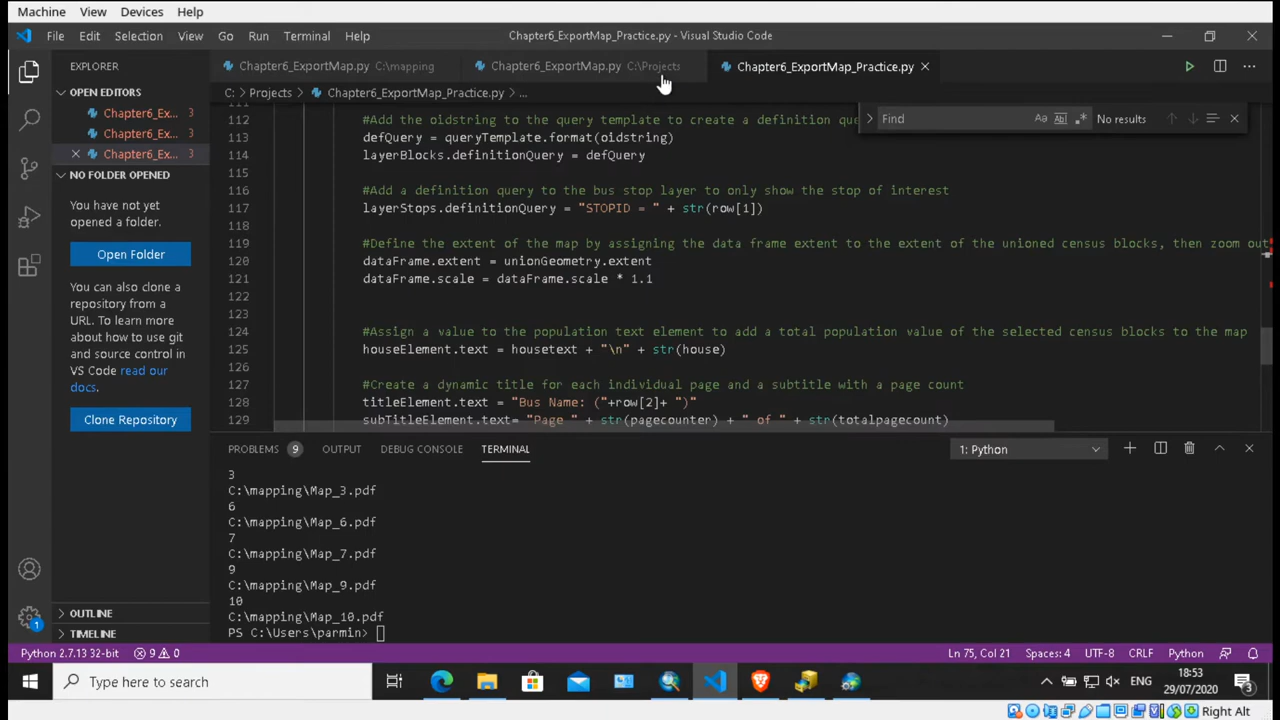 Machine View Devices Help
File Edit Selection View Go Run Terminal Help
Chapter6_ExportMap_Practice.py - Visual Studio Code
EXPLORER
Chapter6_ExportMap.py C:\mapping
Chapter6_ExportMap.py C:\Projects
Chapter6_ExportMap_Practice.py
OPEN EDITORS
C: > Projects > Chapter6_ExportMap_Practice.py > ...
Chapter6_Ex... 3
Chapter6_Ex... 3
Chapter6_Ex... 3
NO FOLDER OPENED
You have not
yet opened a
folder.
Open Folder
You can also clone a
repository from a
URL. To learn more
about how to use git
and source control in
VS Code read our
docs.
Clone Repository
OUTLINE
TIMELINE
Find
Aa Abl .* No results
111
112 #Add the oidstring to the query template to create a definition que
113 defQuery = queryTemplate.format(oidstring)
114 layerBlocks.definitionQuery = defQuery
115
116 #Add a definition query to the bus stop layer to only show the stop of interest
117 layerStops.definitionQuery = "STOPID = " + str(row[1])
118
119 #Define the extent of the map by assigning the data frame extent to the extent of the unioned census blocks, then zoom out
120 dataFrame.extent = unionGeometry.extent
121 dataFrame.scale = dataFrame.scale * 1.1
122
123
124 #Assign a value to the population text element to add a total population value of the selected census blocks to the map
125 houseElement.text = housetext + "\n" + str(house)
126
127 #Create a dynamic title for each individual page and a subtitle with a page count
128 titleElement.text = "Bus Name: ("+row[2]+ ")"
129 subTitleElement.text= "Page " + str(pagecounter) + " of " + str(totalpagecount)
PROBLEMS 9 OUTPUT DEBUG CONSOLE TERMINAL
1: Python
3
C:\mapping\Map_3.pdf
6
C:\mapping\Map_6.pdf
7
C:\mapping\Map_7.pdf
9
C:\mapping\Map_9.pdf
10
C:\mapping\Map_10.pdf
PS C:\Users\parmin>
1
Python 2.7.13 32-bit 9 0
Ln 75, Col 21 Spaces: 4 UTF-8 CRLF Python
Type here to search
ENG
18:53
29/07/2020
3
Right Alt